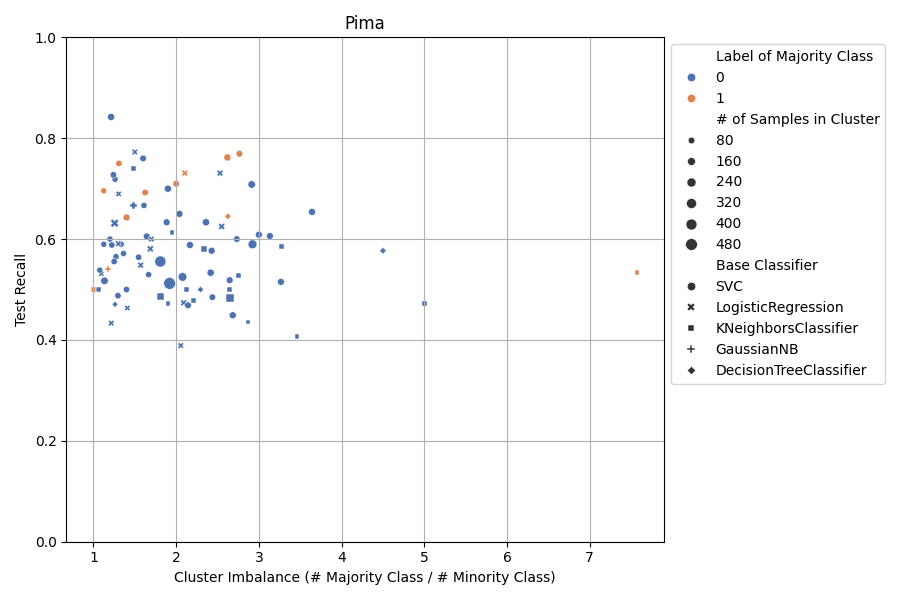 Pima
1.0
0.8
0.6
0.4
0.2
0.0
Test Recall
1 2 3 4 5 6 7
Cluster Imbalance (# Majority Class / # Minority Class)
Label of Majority Class
0
1
# of Samples in Cluster
80
160
240
320
400
480
Base Classifier
SVC
LogisticRegression
KNeighborsClassifier
GaussianNB
DecisionTreeClassifier